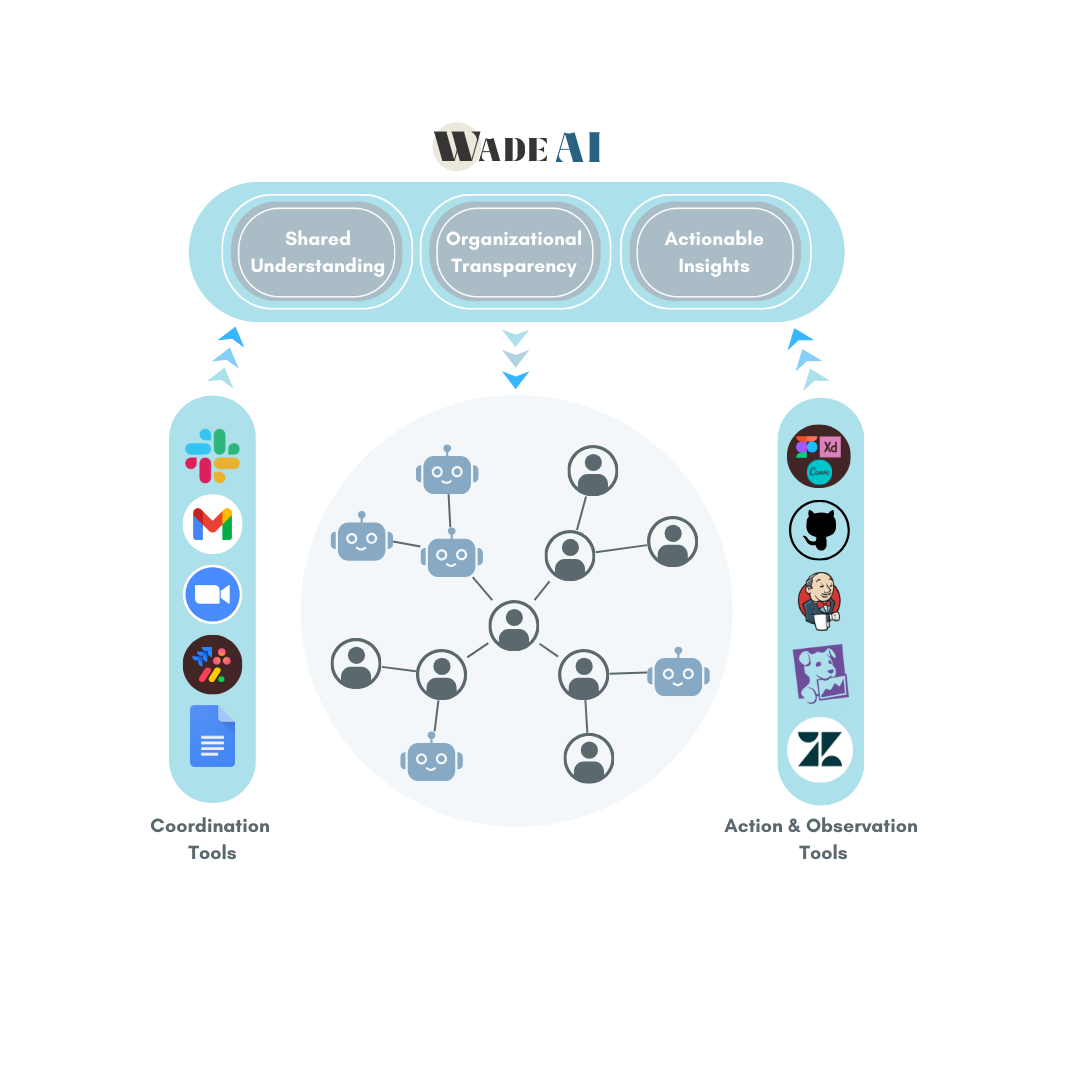 WADE AI
Shared
Understanding
Organizational
Transparency
Actionable
Insights
Xd
Canva
Coordination
Tools
Action & Observation
Tools